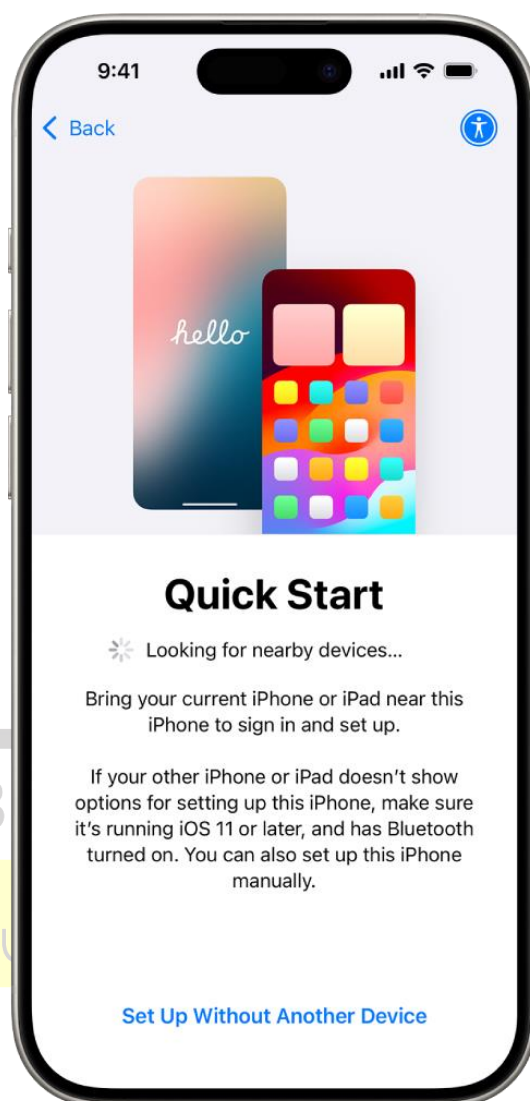 9:41
Back
hello
Quick Start
Looking for nearby devices...
Bring your current iPhone or iPad near this
iPhone to sign in and set up.
If your other iPhone or iPad doesn’t show
options for setting up this iPhone, make sure
it’s running iOS 11 or later, and has Bluetooth
turned on. You can also set up this iPhone
manually.
Set Up Without Another Device